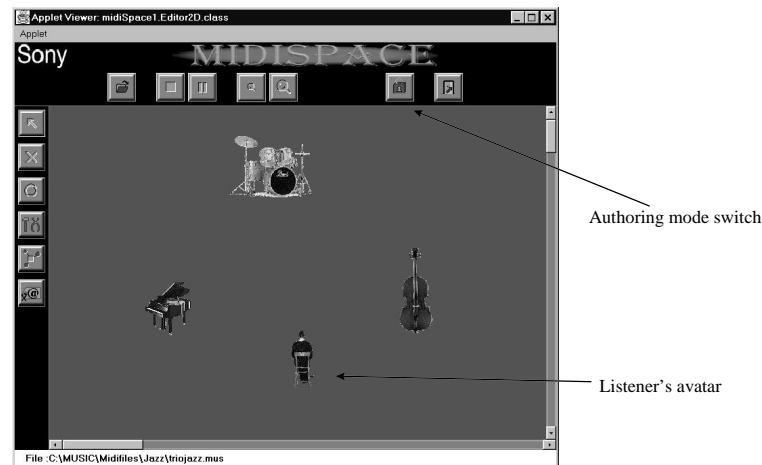 Applet Viewer: midiSpace1.Editor2D.class
Applet
Sony MIDISPACE
Authoring mode switch
Listener's avatar
File :C:\MUSIC\Midifiles\Jazz\triojazz.mus